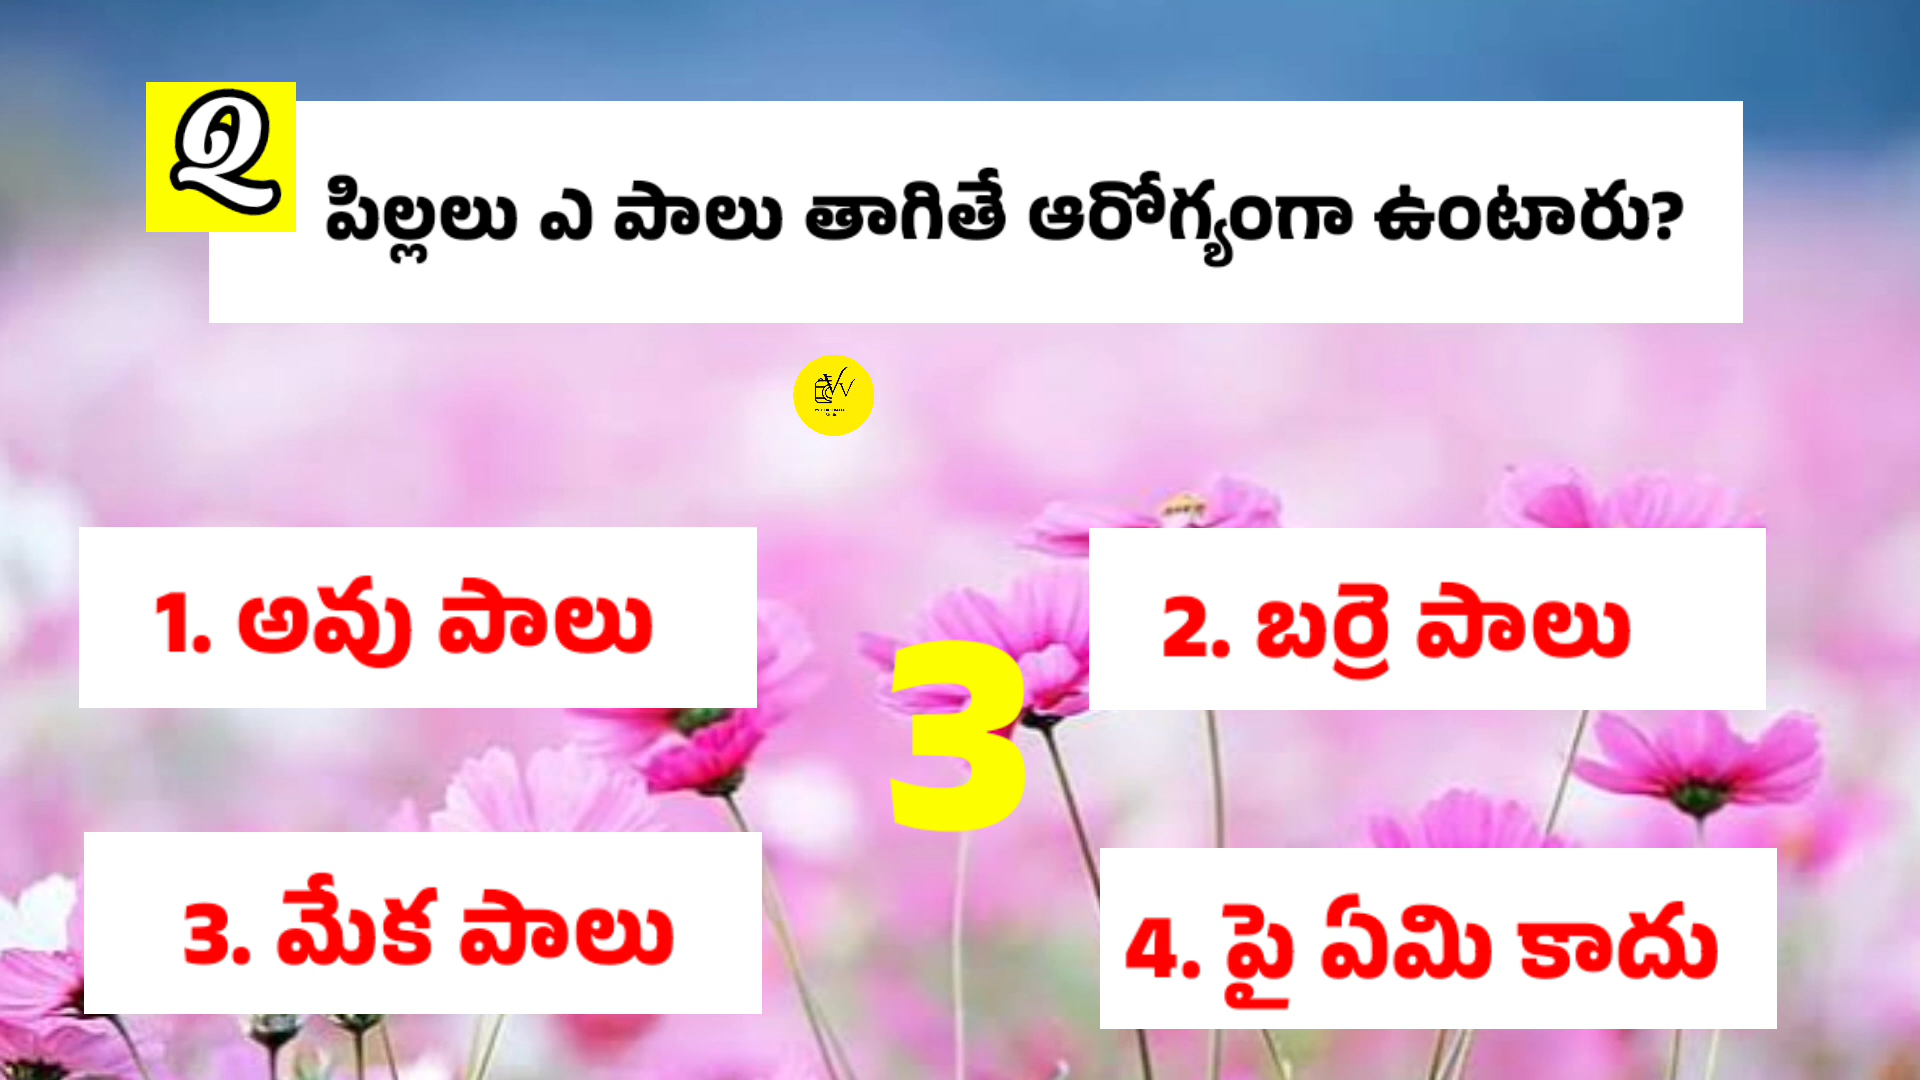 Q
పిల్లలు ఎ పాలు తాగితే ఆరోగ్యంగా ఉంటారు?
1. అవు పాలు
2. బర్రె పాలు
3
3. మేక పాలు
4. పై ఏమి కాదు